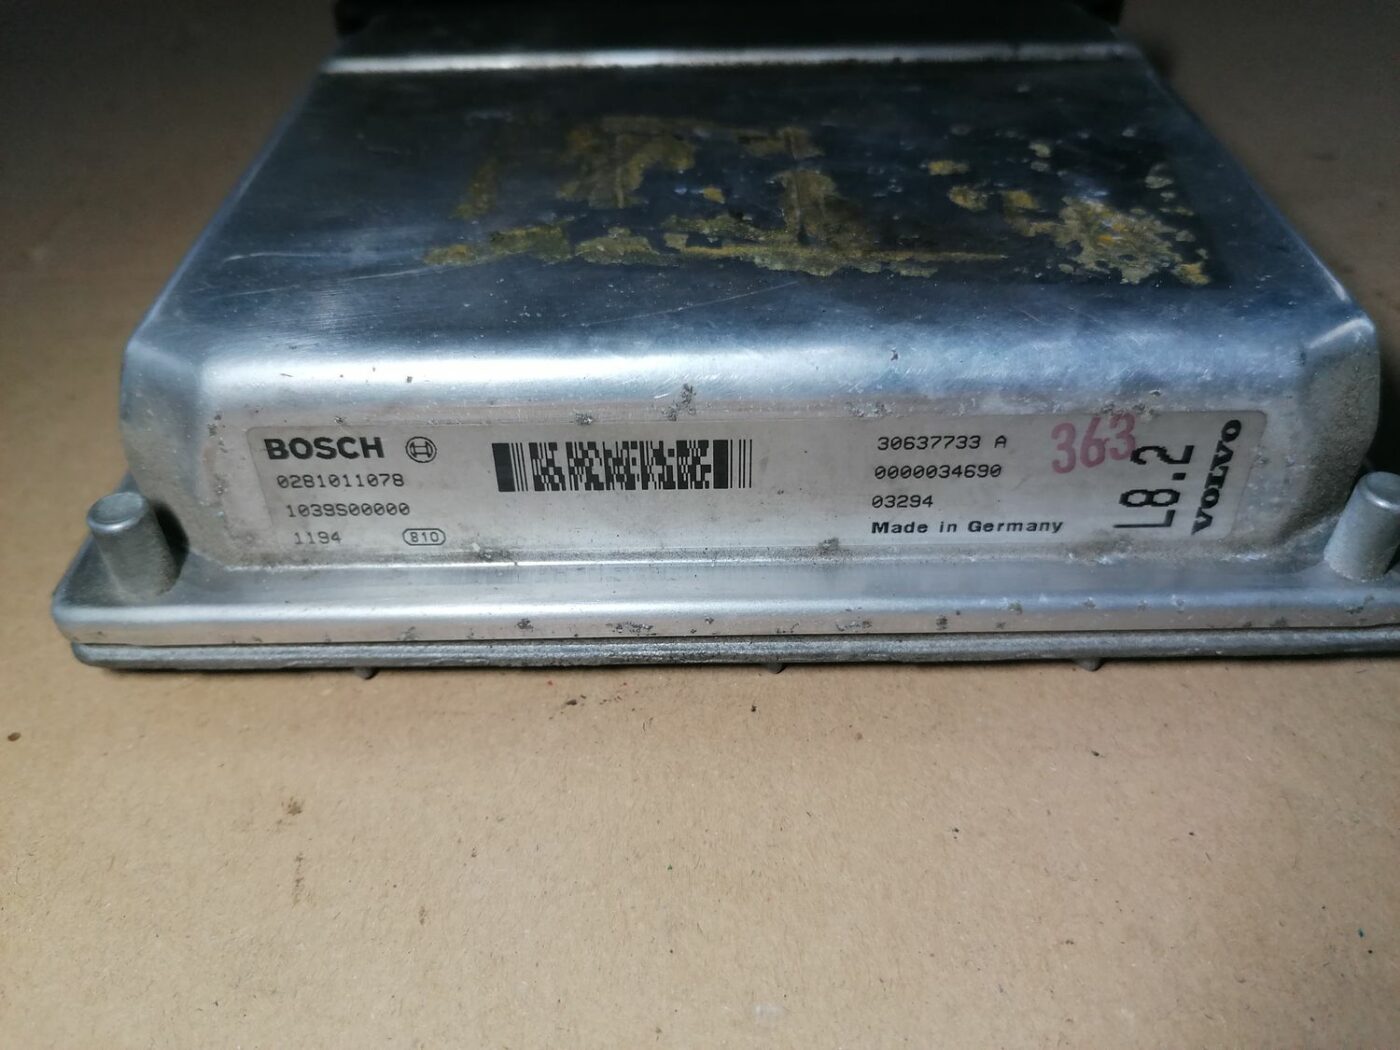 BOSCH
0281011078
1039S00000
1194 810
30637733 A
0000034690
03294
Made in Germany
363
L8.2
VOLVO